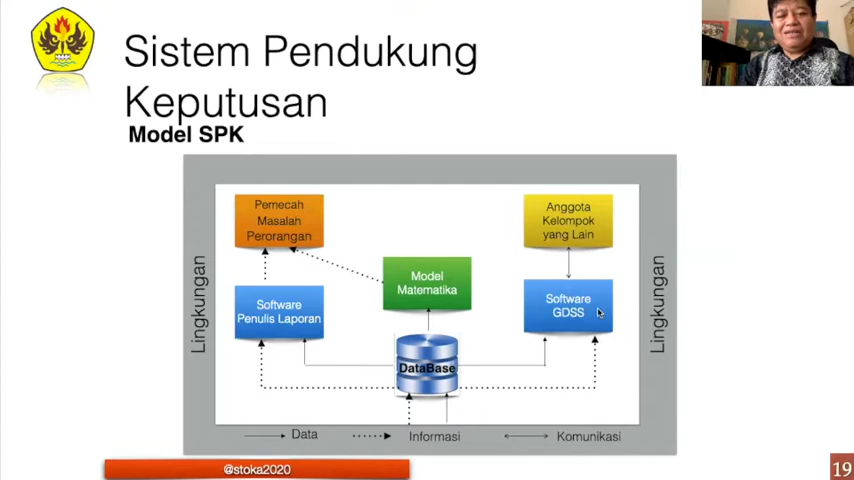 Sistem Pendukung
Keputusan
Model SPK
Pemecah
Masalah
Perorangan
Anggota
Kelompok
yang Lain
Lingkungan
Model
Matematika
Software
Penulis Laporan
Software
GDSS
Lingkungan
DataBase
Data
Informasi
Komunikasi
@stoka2020
19